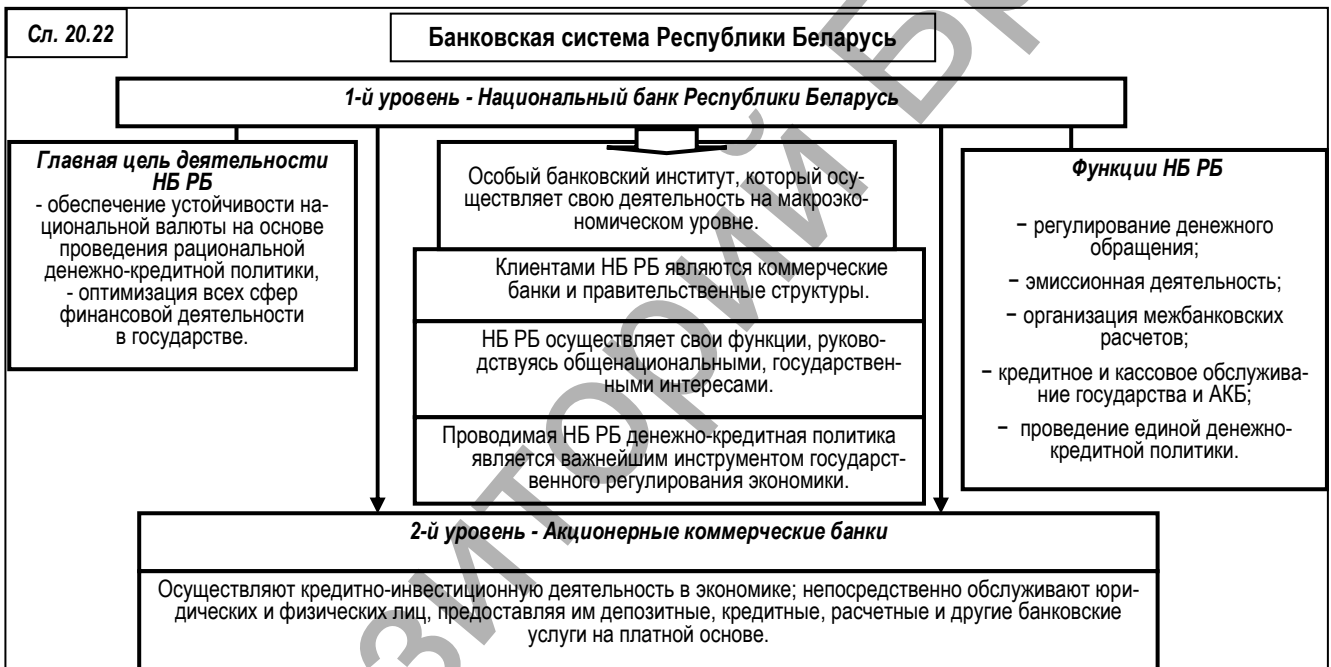 Сл. 20.22
Банковская система Республики Беларусь
1-й уровень - Национальный банк Республики Беларусь
Главная цель деятельности
НБ РБ
- обеспечение устойчивости на-
циональной валюты на основе
проведения рациональной
денежно-кредитной политики,
- оптимизация всех сфер
финансовой деятельности
в государстве.
Особый банковский институт, который осу-
ществляет свою деятельность на макроэко-
номическом уровне.
Клиентами НБ РБ являются коммерческие
банки и правительственные структуры.
НБ РБ осуществляет свои функции, руково-
дствуясь общенациональными, государствен-
ными интересами.
Проводимая НБ РБ денежно-кредитная политика
является важнейшим инструментом государст-
венного регулирования экономики.
Функции НБ РБ
− регулирование денежного
обращения;
− эмиссионная деятельность;
− организация межбанковских
расчетов;
− кредитное и кассовое обслужива-
ние государства и АКБ;
− проведение единой денежно-
кредитной политики.
2-й уровень - Акционерные коммерческие банки
Осуществляют кредитно-инвестиционную деятельность в экономике; непосредственно обслуживают юри-
дических и физических лиц, предоставляя им депозитные, кредитные, расчетные и другие банковские
услуги на платной основе.
зиторий Бр